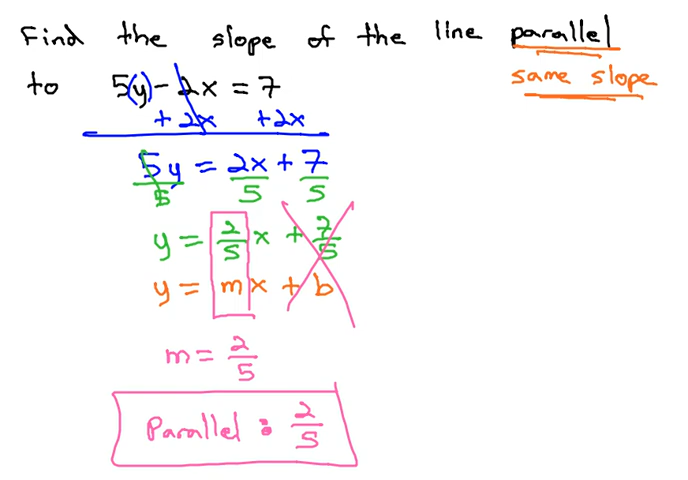 Find the slope of the line parallel
to 5(y) - 2x = 7 same slope
+ 2x + 2x
5y = 2x + 7
5 5 5
y = 2/5 x + 7/5
y = mx + b
m = 2/5
Parallel : 2/5